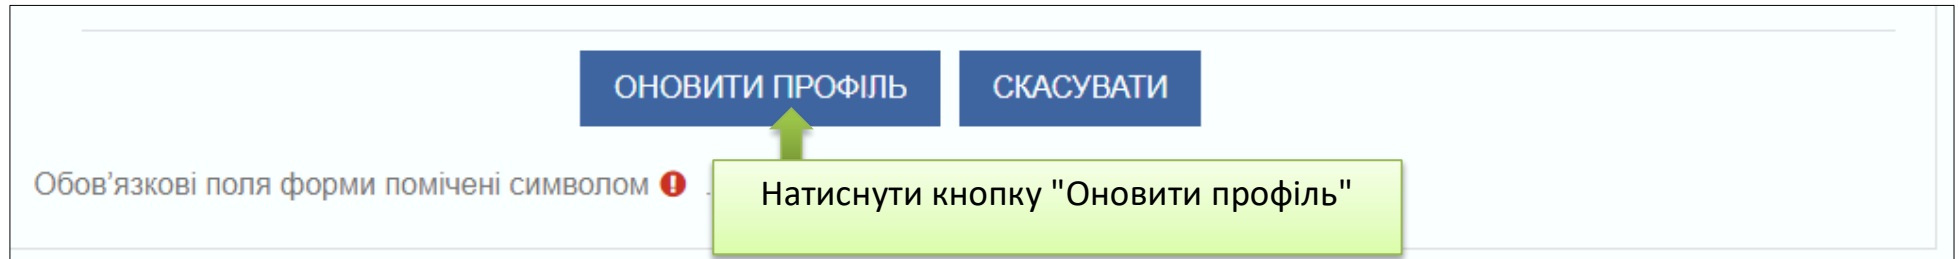 ОНОВИТИ ПРОФІЛЬ СКАСУВАТИ
Обов’язкові поля форми помічені символом .
Натиснути кнопку "Оновити профіль"